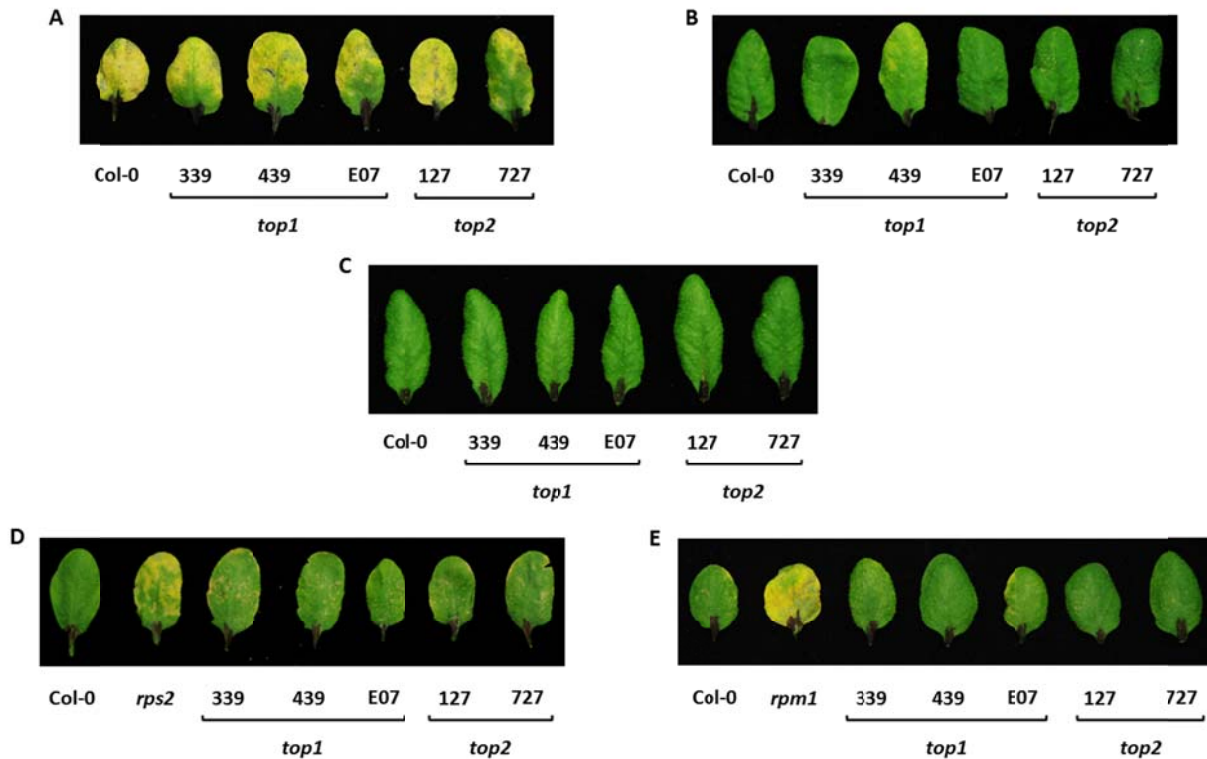 A
Col-0 339 439 E07 127 727
top1 top2
B
Col-0 339 439 E07 127 727
top1 top2
C
Col-0 339 439 E07 127 727
top1 top2
D
Col-0 rps2 339 439 E07 127 727
top1 top2
E
Col-0 rpm1 339 439 E07 127 727
top1 top2